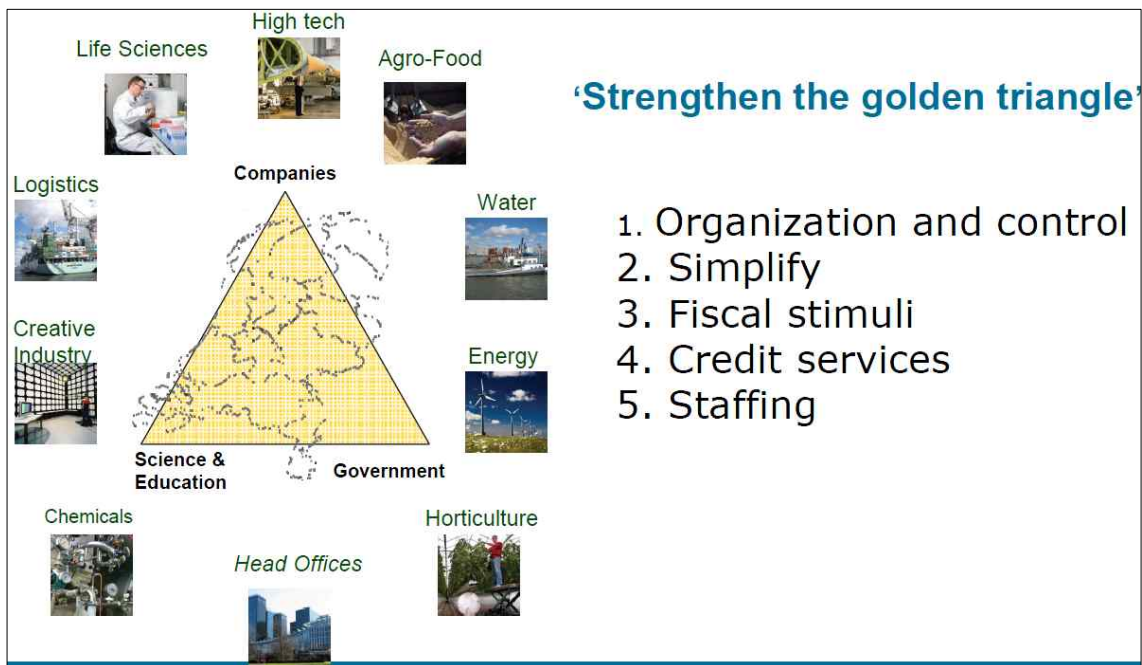 High tech
Life Sciences
Agro-Food
‘Strengthen the golden triangle’
Companies
Logistics
Water
Creative
Industry
Energy
Science &
Education
Government
Chemicals
Horticulture
Head Offices
1. Organization and control
2. Simplify
3. Fiscal stimuli
4. Credit services
5. Staffing